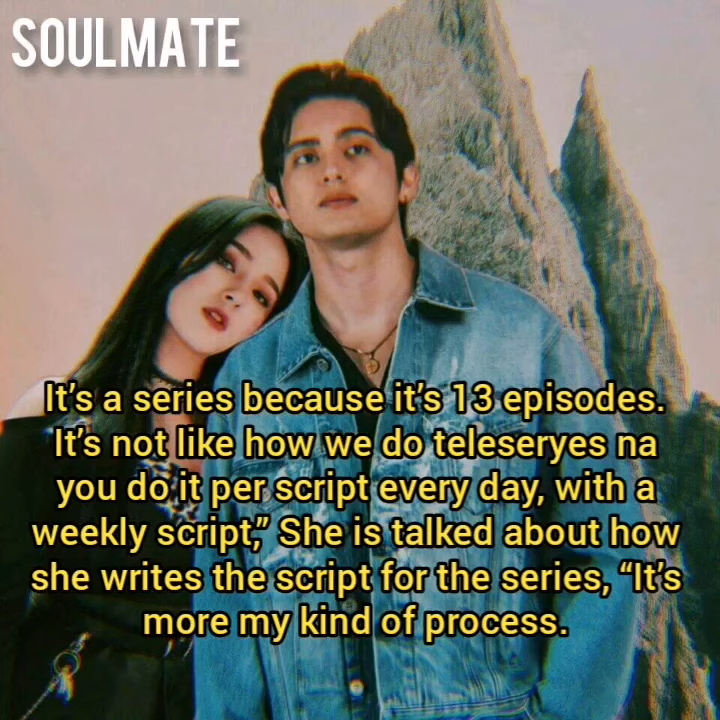 SOULMATE
It's a series because it's 13 episodes.
It's not like how we do teleseryes na
you do it per script every day, with a
weekly script,” She is talked about how
she writes the script for the series, “It's
more my kind of process.